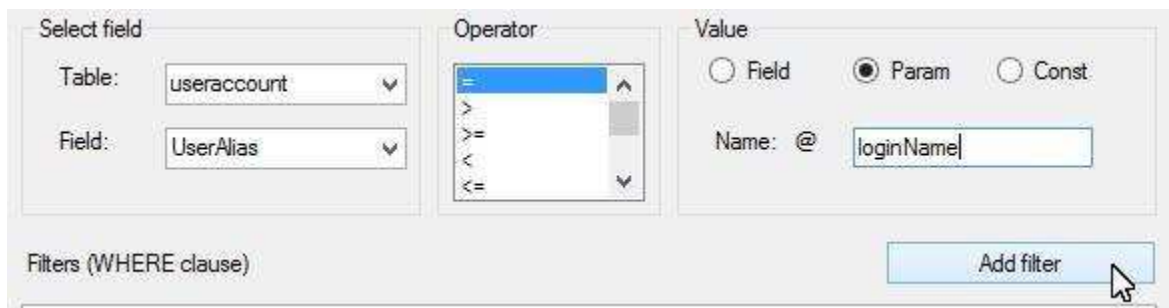 Select field
Operator
Value
Table:
useraccount
Field:
UserAlias
=
>
>=
<
<=
Field
Param
Const
Name: @
loginName
Filters (WHERE clause)
Add filter